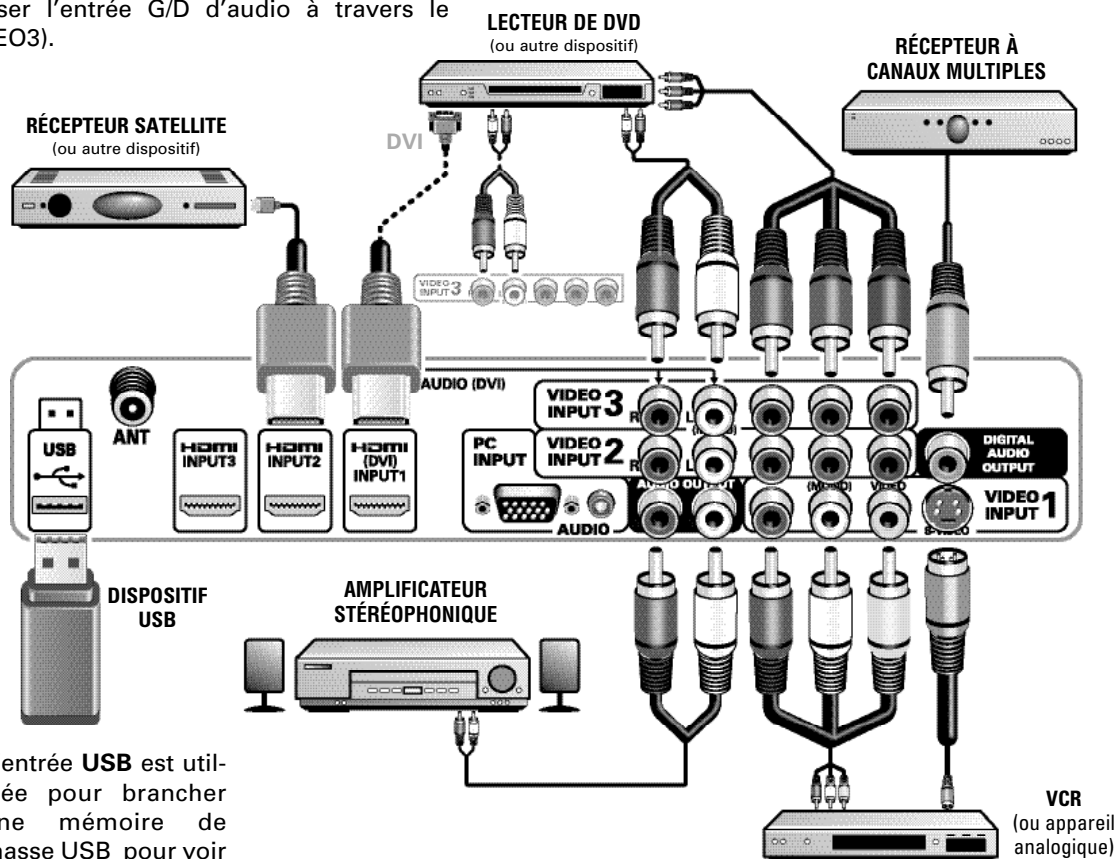 ser l'entrée G/D d'audio à travers le
EO3).
LECTEUR DE DVD
(ou autre dispositif)
RÉCEPTEUR À
CANAUX MULTIPLES
RÉCEPTEUR SATELLITE
(ou autre dispositif)
DVI
VIDEO
INPUT 3
R
L
AUDIO (DVI)
ANT
USB
HDMI
INPUT3
HDMI
INPUT2
HDMI
(DVI)
INPUT1
PC
INPUT
AUDIO
VIDEO
INPUT 3
R
L
VIDEO
INPUT 2
R
L
AUDIO OUTPUT
(MONO)
VIDEO
DIGITAL
AUDIO
OUTPUT
VIDEO
INPUT 1
S-VIDEO
DISPOSITIF
USB
AMPLIFICATEUR
STÉRÉOPHONIQUE
entrée USB est util-
ée pour brancher
ne mémoire de
asse USB pour voir
VCR
(ou appareil
analogique)